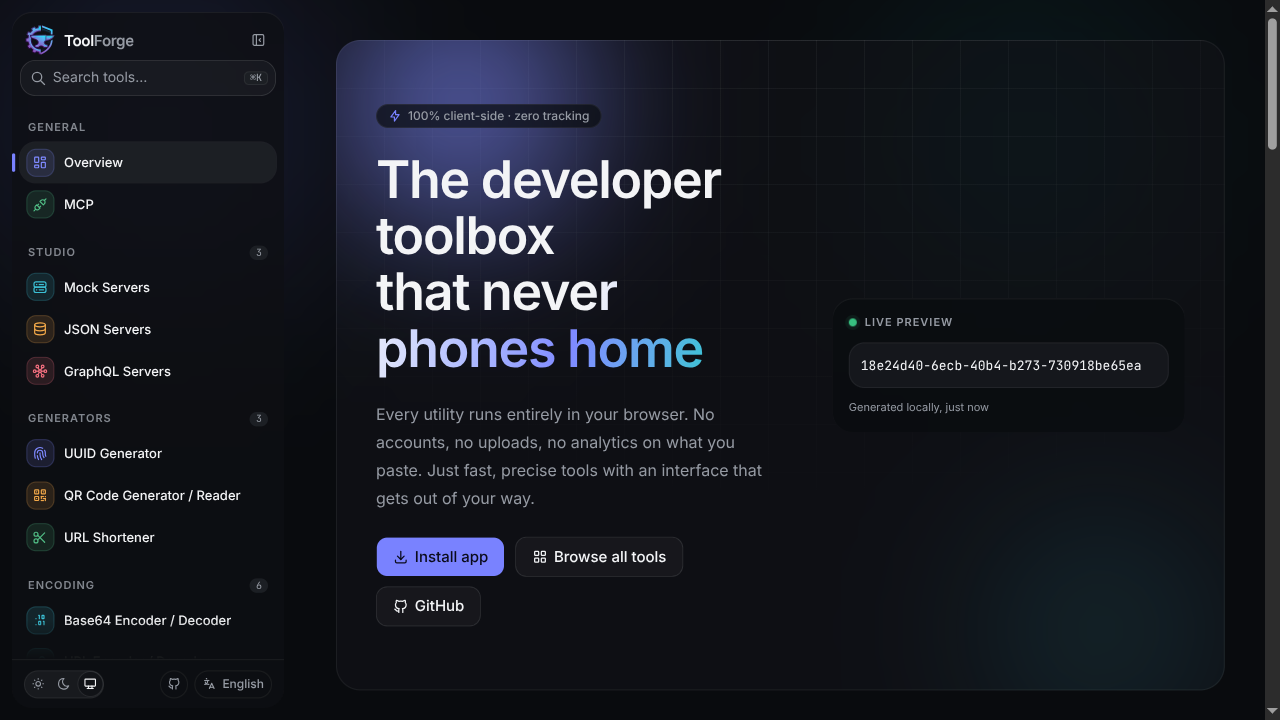 ToolForge
Search tools...
⌘K
GENERAL
Overview
MCP
STUDIO
3
Mock Servers
JSON Servers
GraphQL Servers
GENERATORS
3
UUID Generator
QR Code Generator / Reader
URL Shortener
ENCODING
6
Base64 Encoder / Decoder
English
100% client-side · zero tracking
The developer
toolbox
that never
phones home
Every utility runs entirely in your browser. No
accounts, no uploads, no analytics on what you
paste. Just fast, precise tools with an interface that
gets out of your way.
Install app
Browse all tools
GitHub
LIVE PREVIEW
18e24d40-6ecb-40b4-b273-730918be65ea
Generated locally, just now